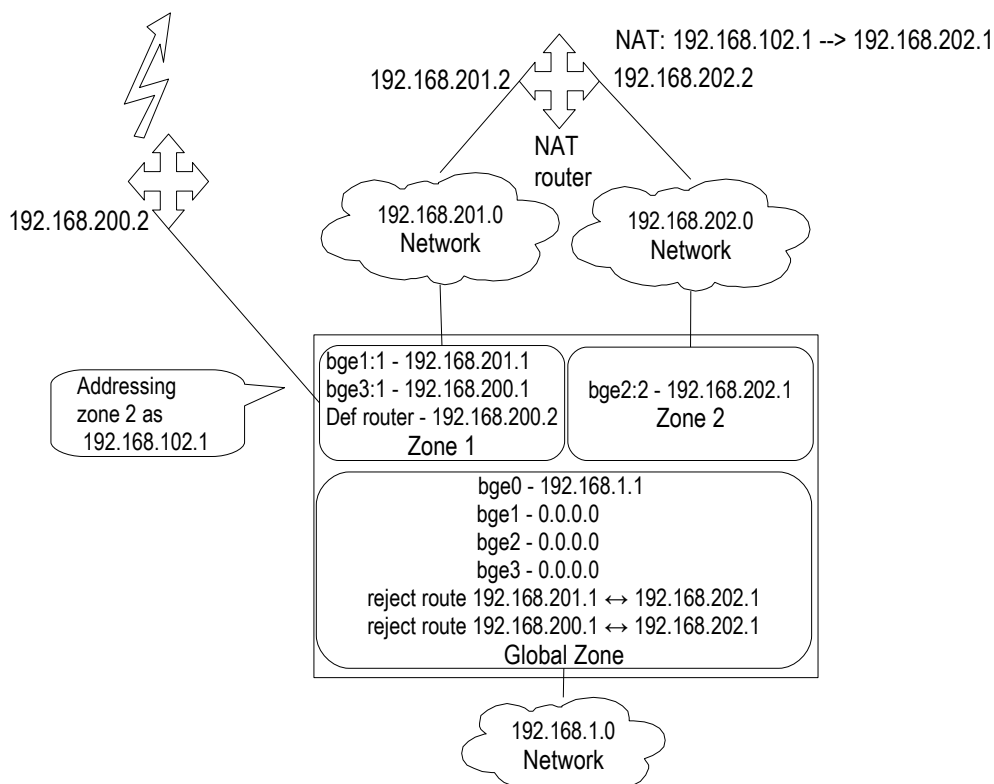 NAT: 192.168.102.1 --> 192.168.202.1
192.168.201.2
192.168.202.2
NAT
router
192.168.200.2
192.168.201.0
Network
192.168.202.0
Network
Addressing
zone 2 as
192.168.102.1
bge1:1 - 192.168.201.1
bge3:1 - 192.168.200.1
Def router - 192.168.200.2
Zone 1
bge2:2 - 192.168.202.1
Zone 2
bge0 - 192.168.1.1
bge1 - 0.0.0.0
bge2 - 0.0.0.0
bge3 - 0.0.0.0
reject route 192.168.201.1 ↔ 192.168.202.1
reject route 192.168.200.1 ↔ 192.168.202.1
Global Zone
192.168.1.0
Network